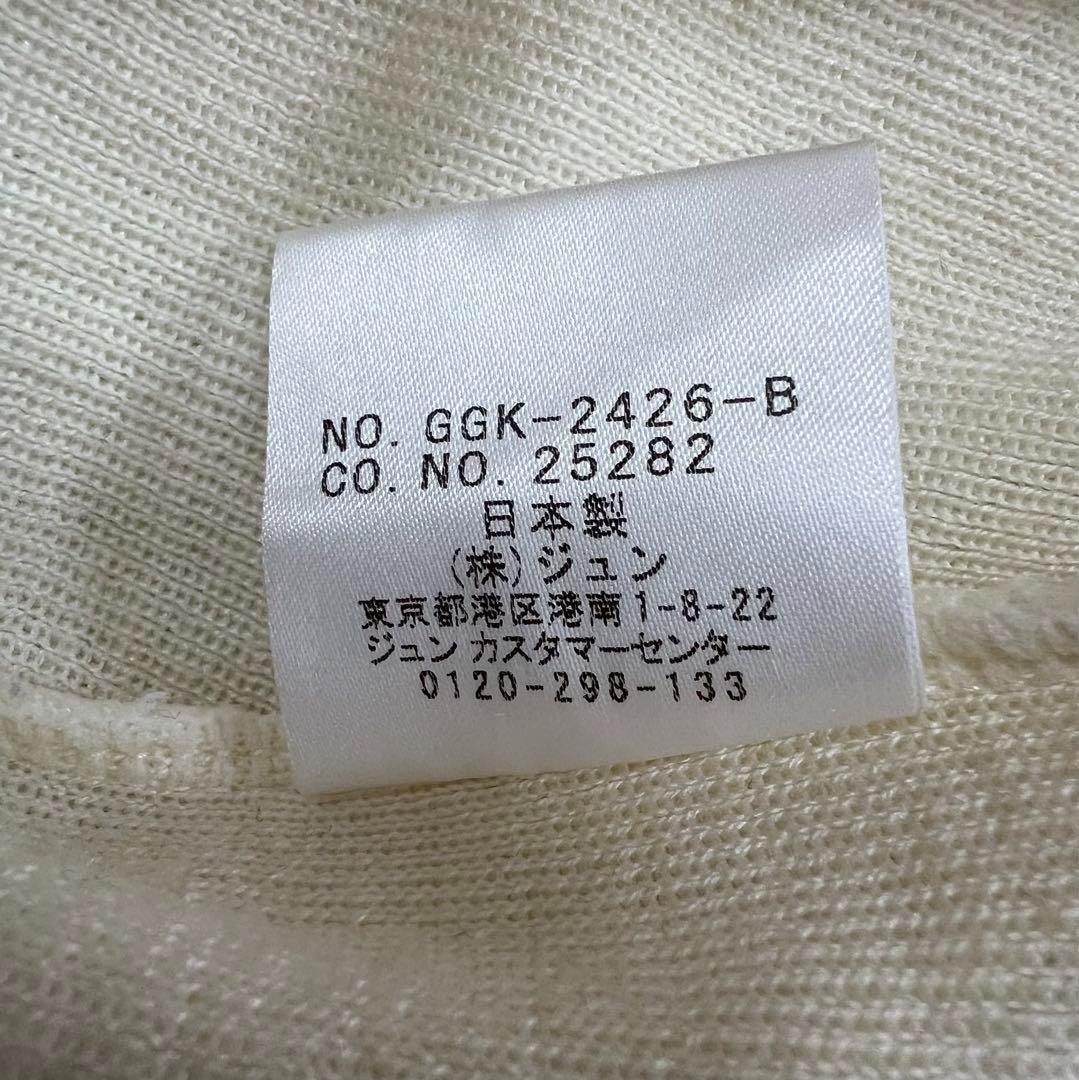 NO. GGK-2426-B
CO. NO. 25282
日本製
(株)ジュン
東京都港区港南1-8-22
ジュン カスタマーセンター
0120-298-133